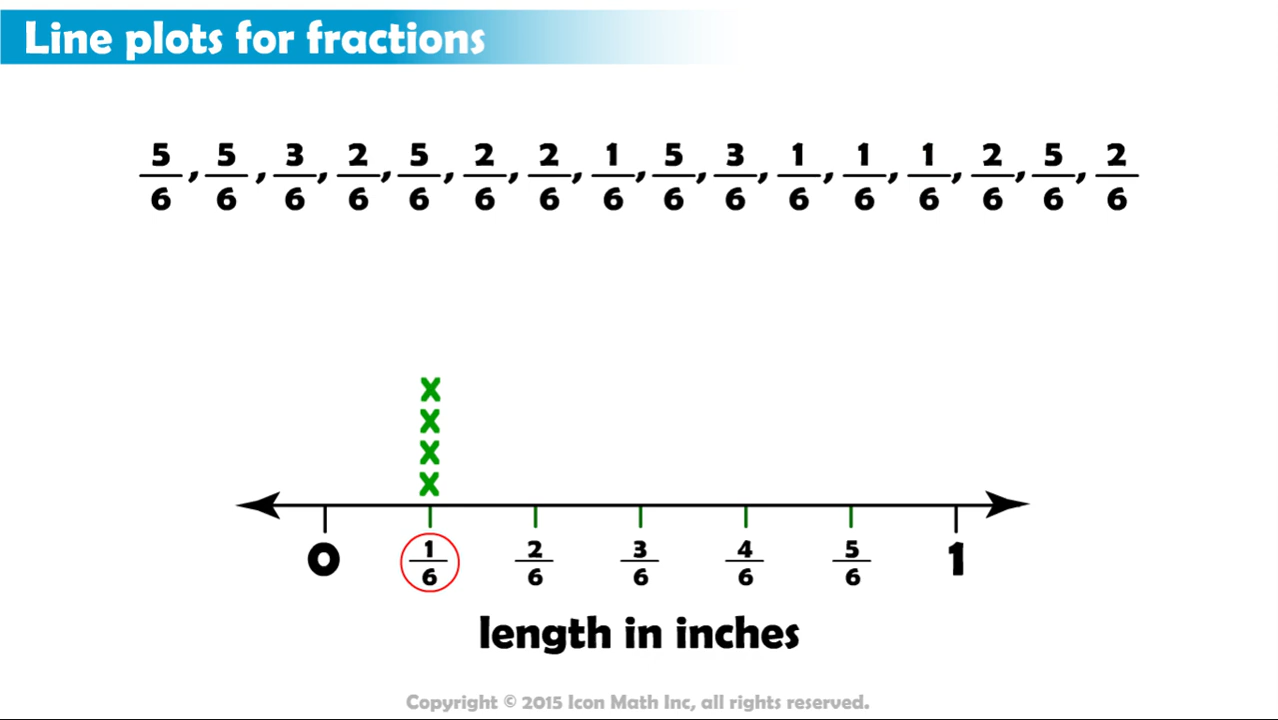 Line plots for fractions
5/6, 5/6, 3/6, 2/6, 5/6, 2/6, 2/6, 1/6, 5/6, 3/6, 1/6, 1/6, 1/6, 2/6, 5/6, 2/6
x
x
x
x
0 1/6 2/6 3/6 4/6 5/6 1
length in inches
Copyright © 2015 Icon Math Inc, all rights reserved.